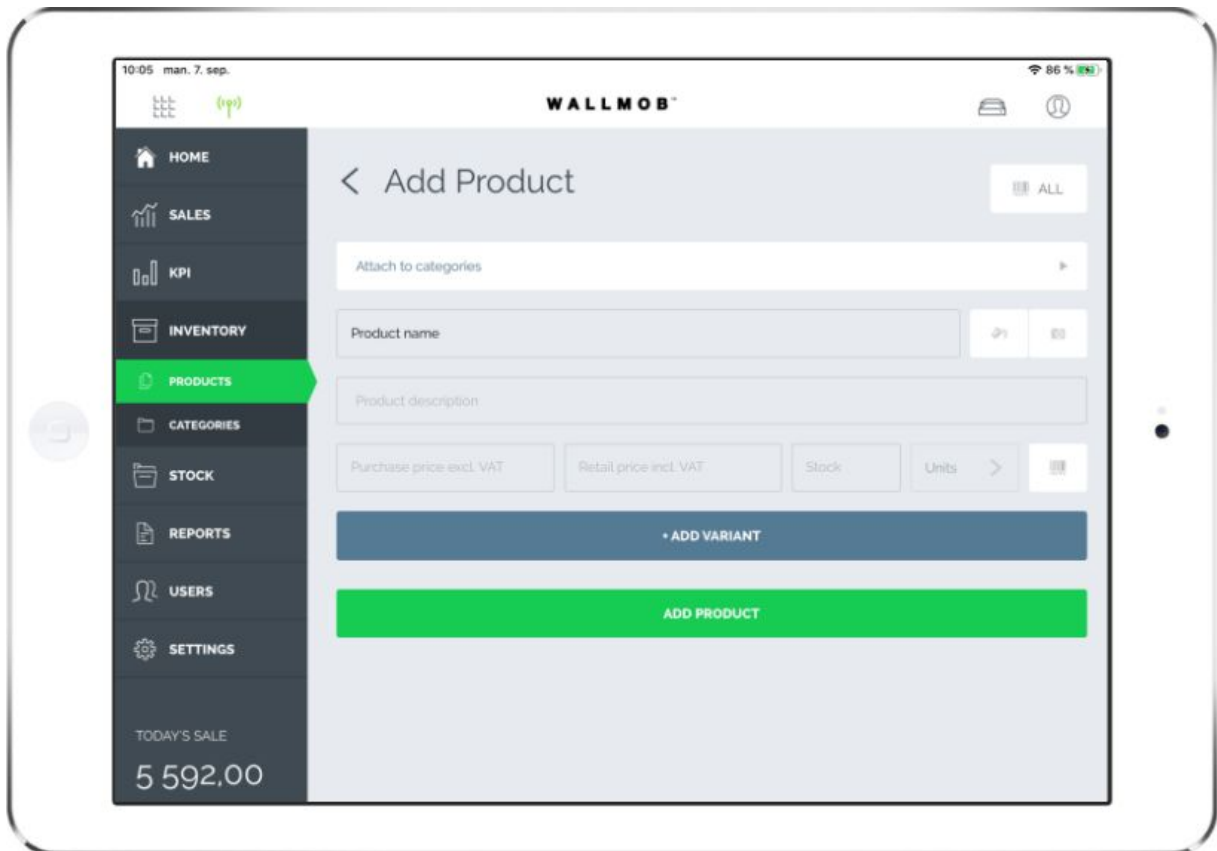 10:05 man. 7. sep.
86 %
WALLMOB™
HOME
SALES
KPI
INVENTORY
PRODUCTS
CATEGORIES
STOCK
REPORTS
USERS
SETTINGS
TODAY'S SALE
5 592,00
Add Product
ALL
Attach to categories
Product name
Product description
Purchase price excl. VAT Retail price incl. VAT Stock Units
+ ADD VARIANT
ADD PRODUCT